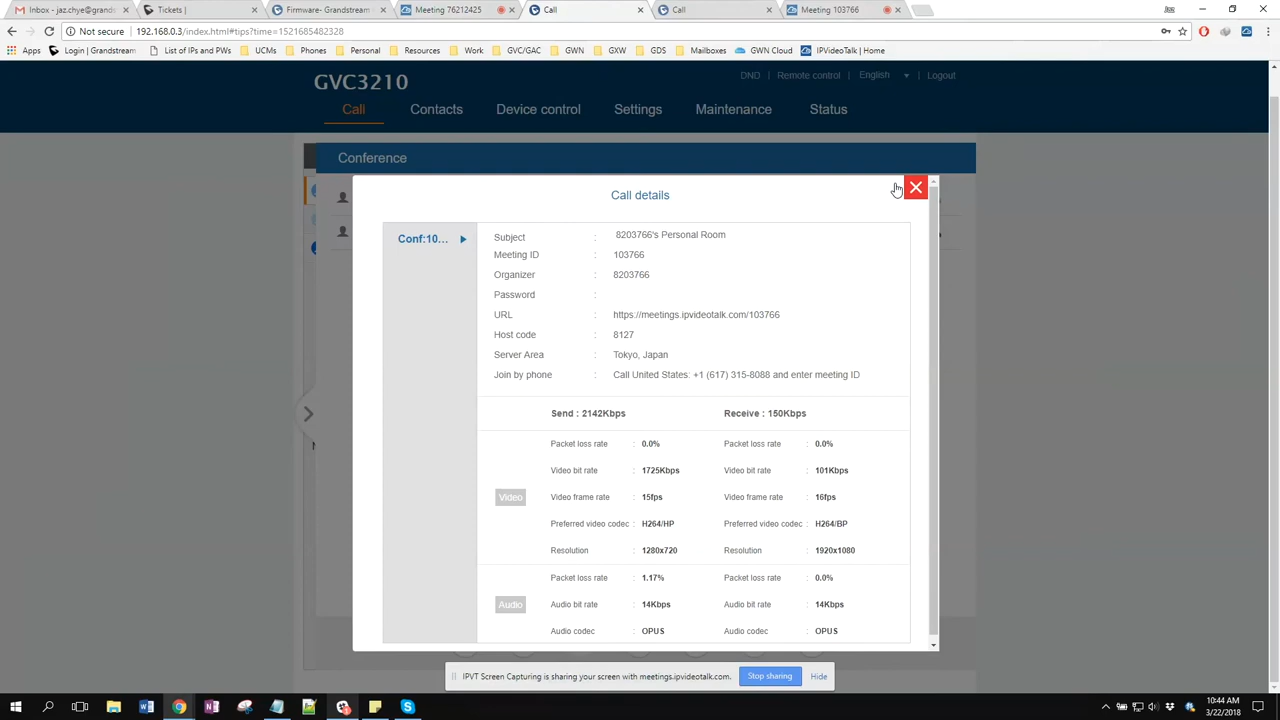 Inbox - jaz.chye@grands
Tickets |
Firmware- Grandstream
Meeting 76212425
Call
Call
Meeting 103766
Not secure 192.168.0.3/index.html#tips?time=1521685482328
Apps Login | Grandstream List of IPs and PWs UCMs Phones Personal Resources Work GVC/GAC GWN GXW GDS Mailboxes GWN Cloud IPVideoTalk | Home
GVC3210
DND | Remote control | English Logout
Call Contacts Device control Settings Maintenance Status
Conference
Call details
Conf:10...
Subject : 8203766's Personal Room
Meeting ID : 103766
Organizer : 8203766
Password :
URL : https://meetings.ipvideotalk.com/103766
Host code : 8127
Server Area : Tokyo, Japan
Join by phone : Call United States: +1 (617) 315-8088 and enter meeting ID
Send : 2142Kbps Receive : 150Kbps
Packet loss rate : 0.0% Packet loss rate : 0.0%
Video bit rate : 1725Kbps Video bit rate : 101Kbps
Video Video frame rate : 15fps Video frame rate : 16fps
Preferred video codec : H264/HP Preferred video codec : H264/BP
Resolution : 1280x720 Resolution : 1920x1080
Packet loss rate : 1.17% Packet loss rate : 0.0%
Audio Audio bit rate : 14Kbps Audio bit rate : 14Kbps
Audio codec : OPUS Audio codec : OPUS
IPVT Screen Capturing is sharing your screen with meetings.ipvideotalk.com. Stop sharing Hide
10:44 AM
3/22/2018